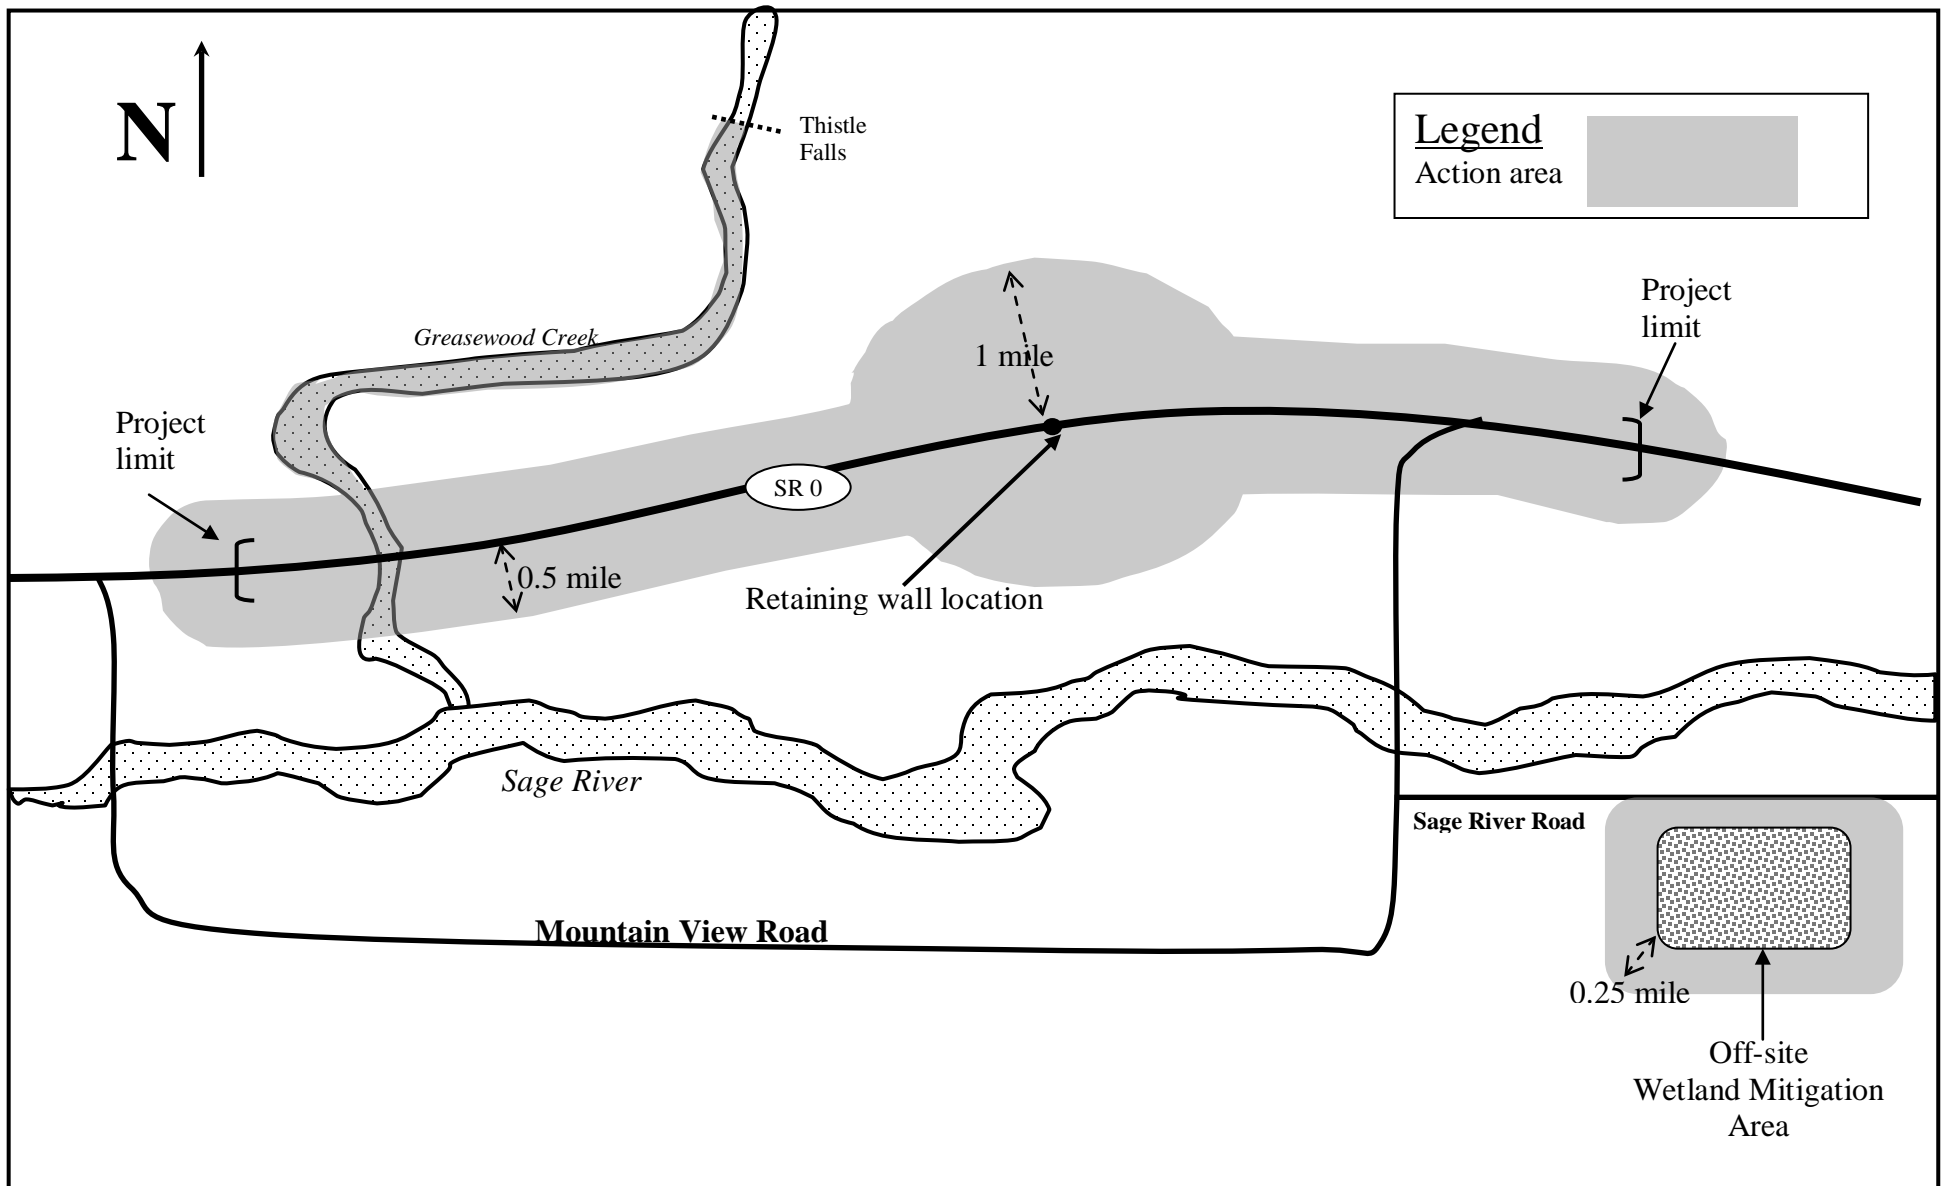 N
Thistle
Falls
Legend
Action area
Project
limit
Greasewood Creek
1 mile
Project
limit
SR 0
0.5 mile
Retaining wall location
Sage River
Sage River Road
Mountain View Road
0.25 mile
Off-site
Wetland Mitigation
Area